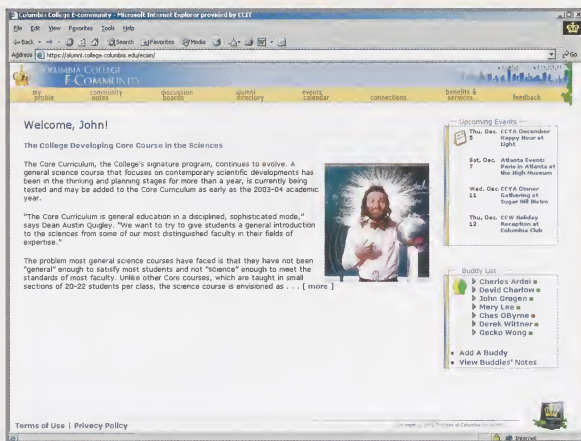 Columbia College E-community - Microsoft Internet Explorer provided by CCIT
File Edit View Favorites Tools Help
Back Search Favorites Media
Address https://alumni.college.columbia.edu/ecom/ Go
COLUMBIA COLLEGE
E-COMMUNITY
my profile
community notes
discussion boards
alumni directory
events calendar
connections
benefits & services
feedback
Welcome, John!
The College Developing Core Course in the Sciences
The Core Curriculum, the College's signature program, continues to evolve. A
general science course that focuses on contemporary scientific developments has
been in the thinking and planning stages for more than a year, is currently being
tested and may be added to the Core Curriculum as early as the 2003-04 academic
year.
"The Core Curriculum is general education in a disciplined, sophisticated mode,"
says Dean Austin Quigley. "We want to try to give students a general introduction
to the sciences from some of our most distinguished faculty in their fields of
expertise."
The problem most general science courses have faced is that they have not been
"general" enough to satisfy most students and not "science" enough to meet the
standards of most faculty. Unlike other Core courses, which are taught in small
sections of 20-22 students per class, the science course is envisioned as . . . [ more ]
Upcoming Events
Thu, Dec 5 CCYA December Happy Hour at Eight
Sat, Dec 7 Atlanta Event: Paris in Atlanta at the High Museum
Wed, Dec 11 CCYA Dinner Gathering at Sugar Hill Bistro
Thu, Dec 12 CCW Holiday Reception at Columbia Club
Buddy List
Charles Ardai
David Charlow
John Grogan
Mary Lee
Ches OByrne
Derek Wittner
Gecko Wong
Add A Buddy
View Buddies' Notes
Terms of Use | Privacy Policy
Internet